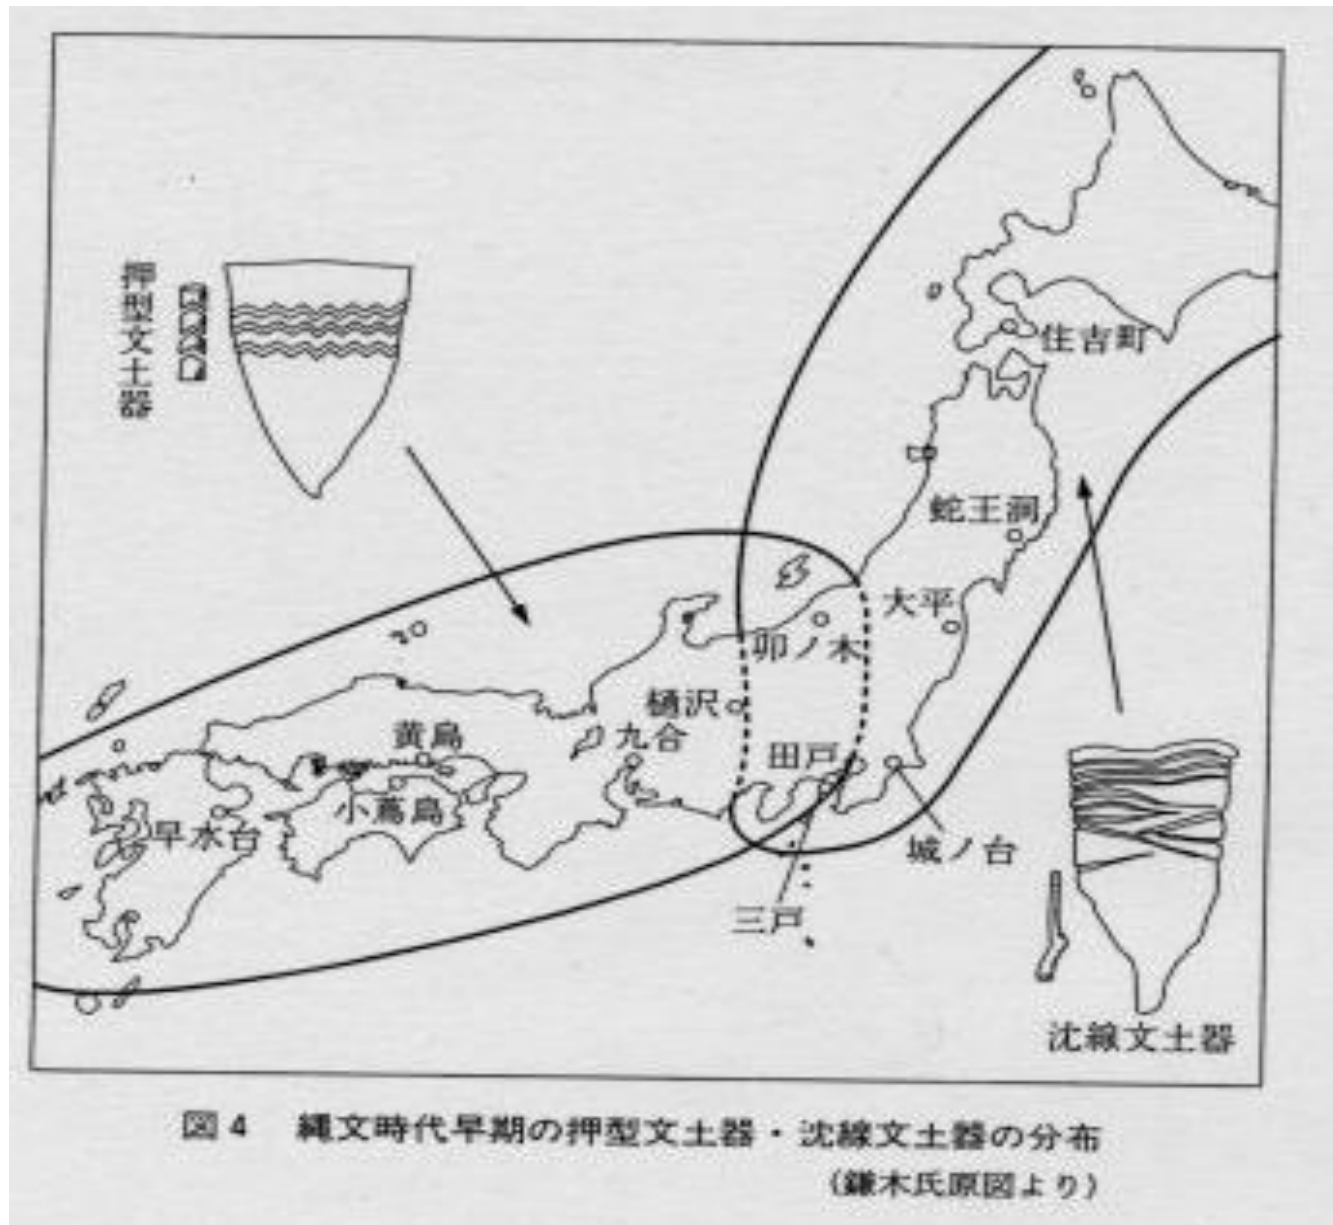 押型文土器
住吉町
蛇王洞
大平
卯ノ木
樋沢
九合
黄島
田戸
小蔦島
早水台
城ノ台
三戸
沈線文土器
図4 縄文時代早期の押型文土器・沈線文土器の分布
(鎌木氏原図より)